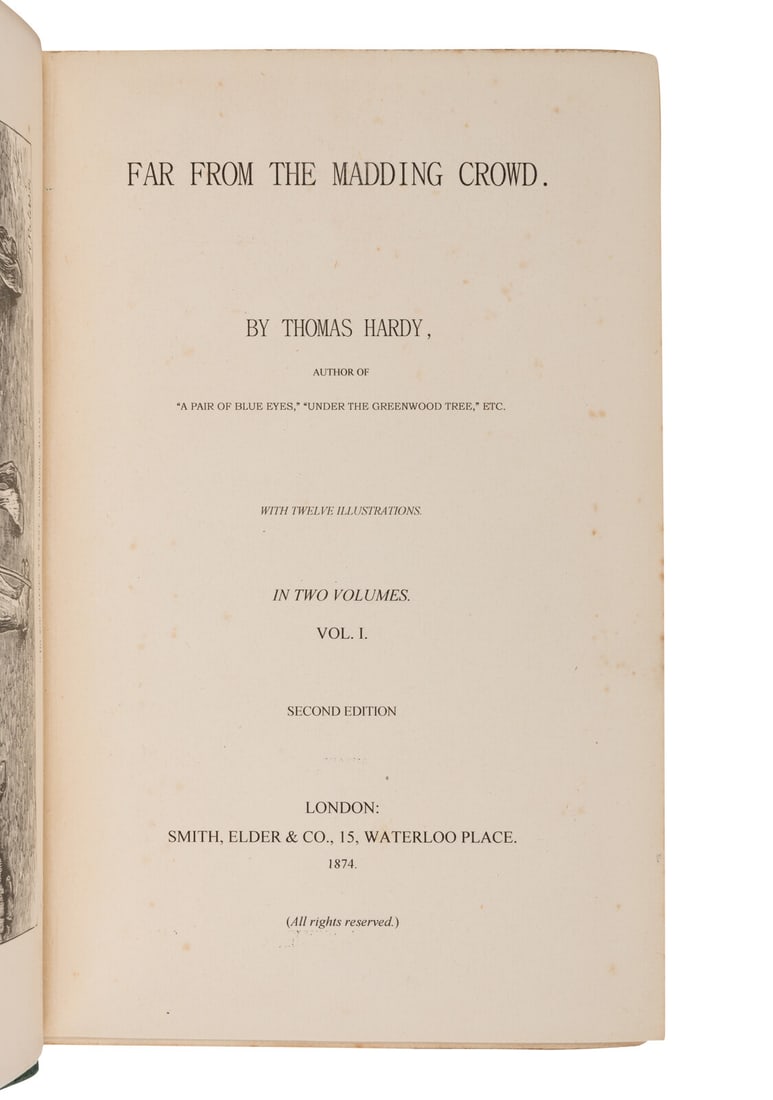 FAR FROM THE MADDING CROWD.
BY THOMAS HARDY,
AUTHOR OF
“A PAIR OF BLUE EYES,” “UNDER THE GREENWOOD TREE,” ETC.
WITH TWELVE ILLUSTRATIONS.
IN TWO VOLUMES.
VOL. I.
SECOND EDITION
LONDON:
SMITH, ELDER & CO., 15, WATERLOO PLACE.
1874.
(All rights reserved.)